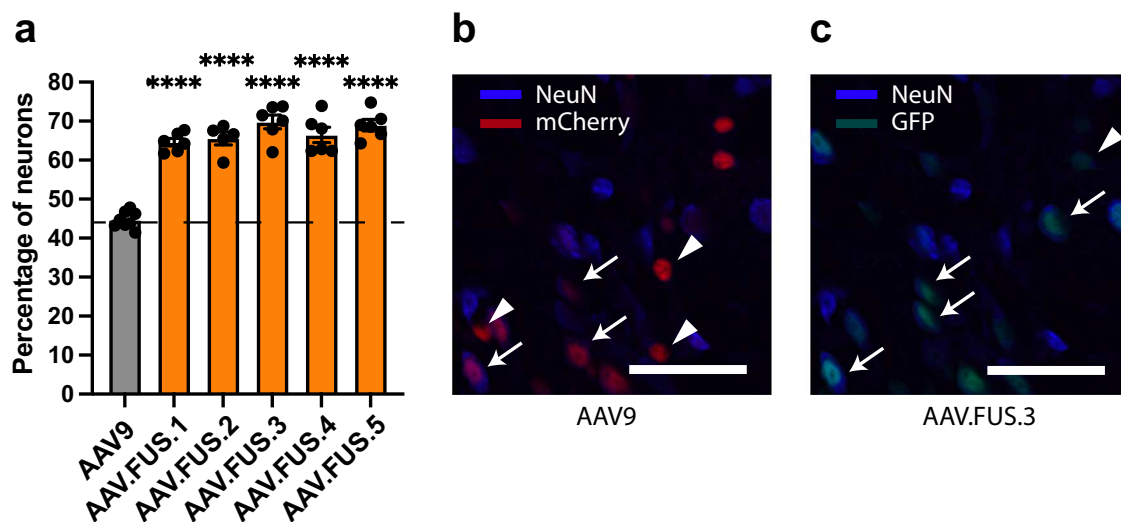 a
Percentage of neurons
80
70
60
50
40
30
20
10
0
**** **** **** **** ****
AAV9
AAV.FUS.1
AAV.FUS.2
AAV.FUS.3
AAV.FUS.4
AAV.FUS.5
b
NeuN
mCherry
AAV9
c
NeuN
GFP
AAV.FUS.3